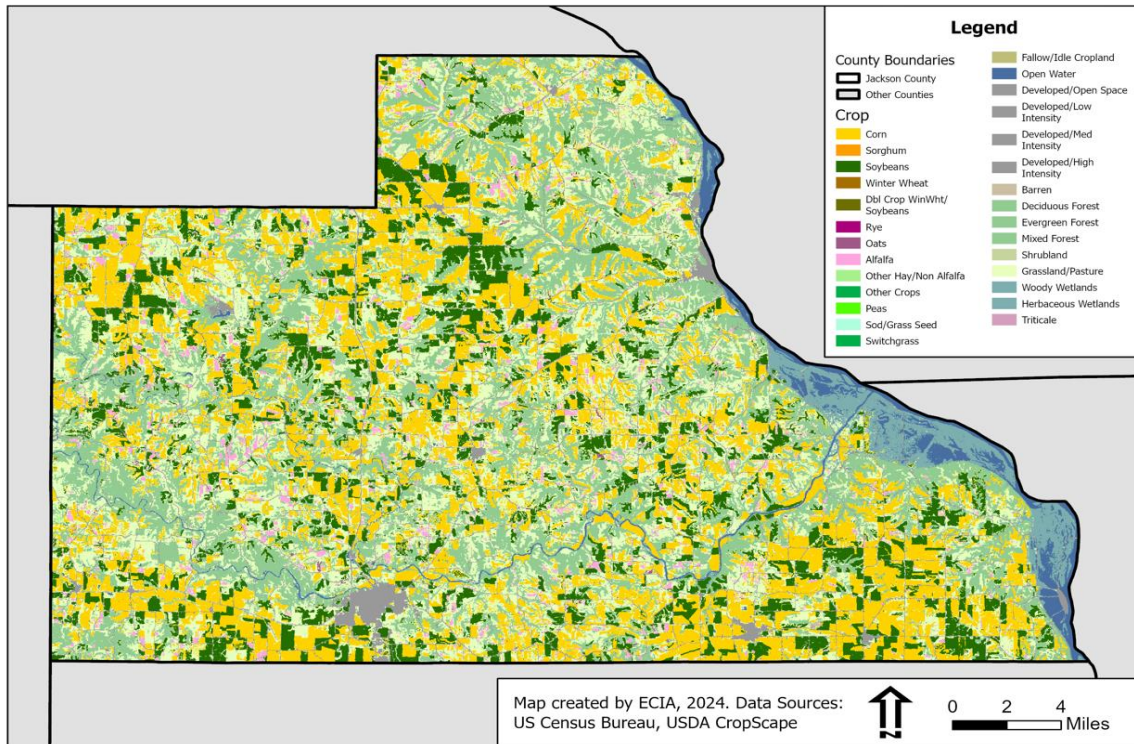 Legend
County Boundaries
Jackson County
Other Counties
Crop
Corn
Sorghum
Soybeans
Winter Wheat
Dbl Crop WinWht/
Soybeans
Rye
Oats
Alfalfa
Other Hay/Non Alfalfa
Other Crops
Peas
Sod/Grass Seed
Switchgrass
Fallow/Idle Cropland
Open Water
Developed/Open Space
Developed/Low
Intensity
Developed/Med
Intensity
Developed/High
Intensity
Barren
Deciduous Forest
Evergreen Forest
Mixed Forest
Shrubland
Grassland/Pasture
Woody Wetlands
Herbaceous Wetlands
Triticale
Map created by ECIA, 2024. Data Sources:
US Census Bureau, USDA CropScape
N
0 2 4
Miles